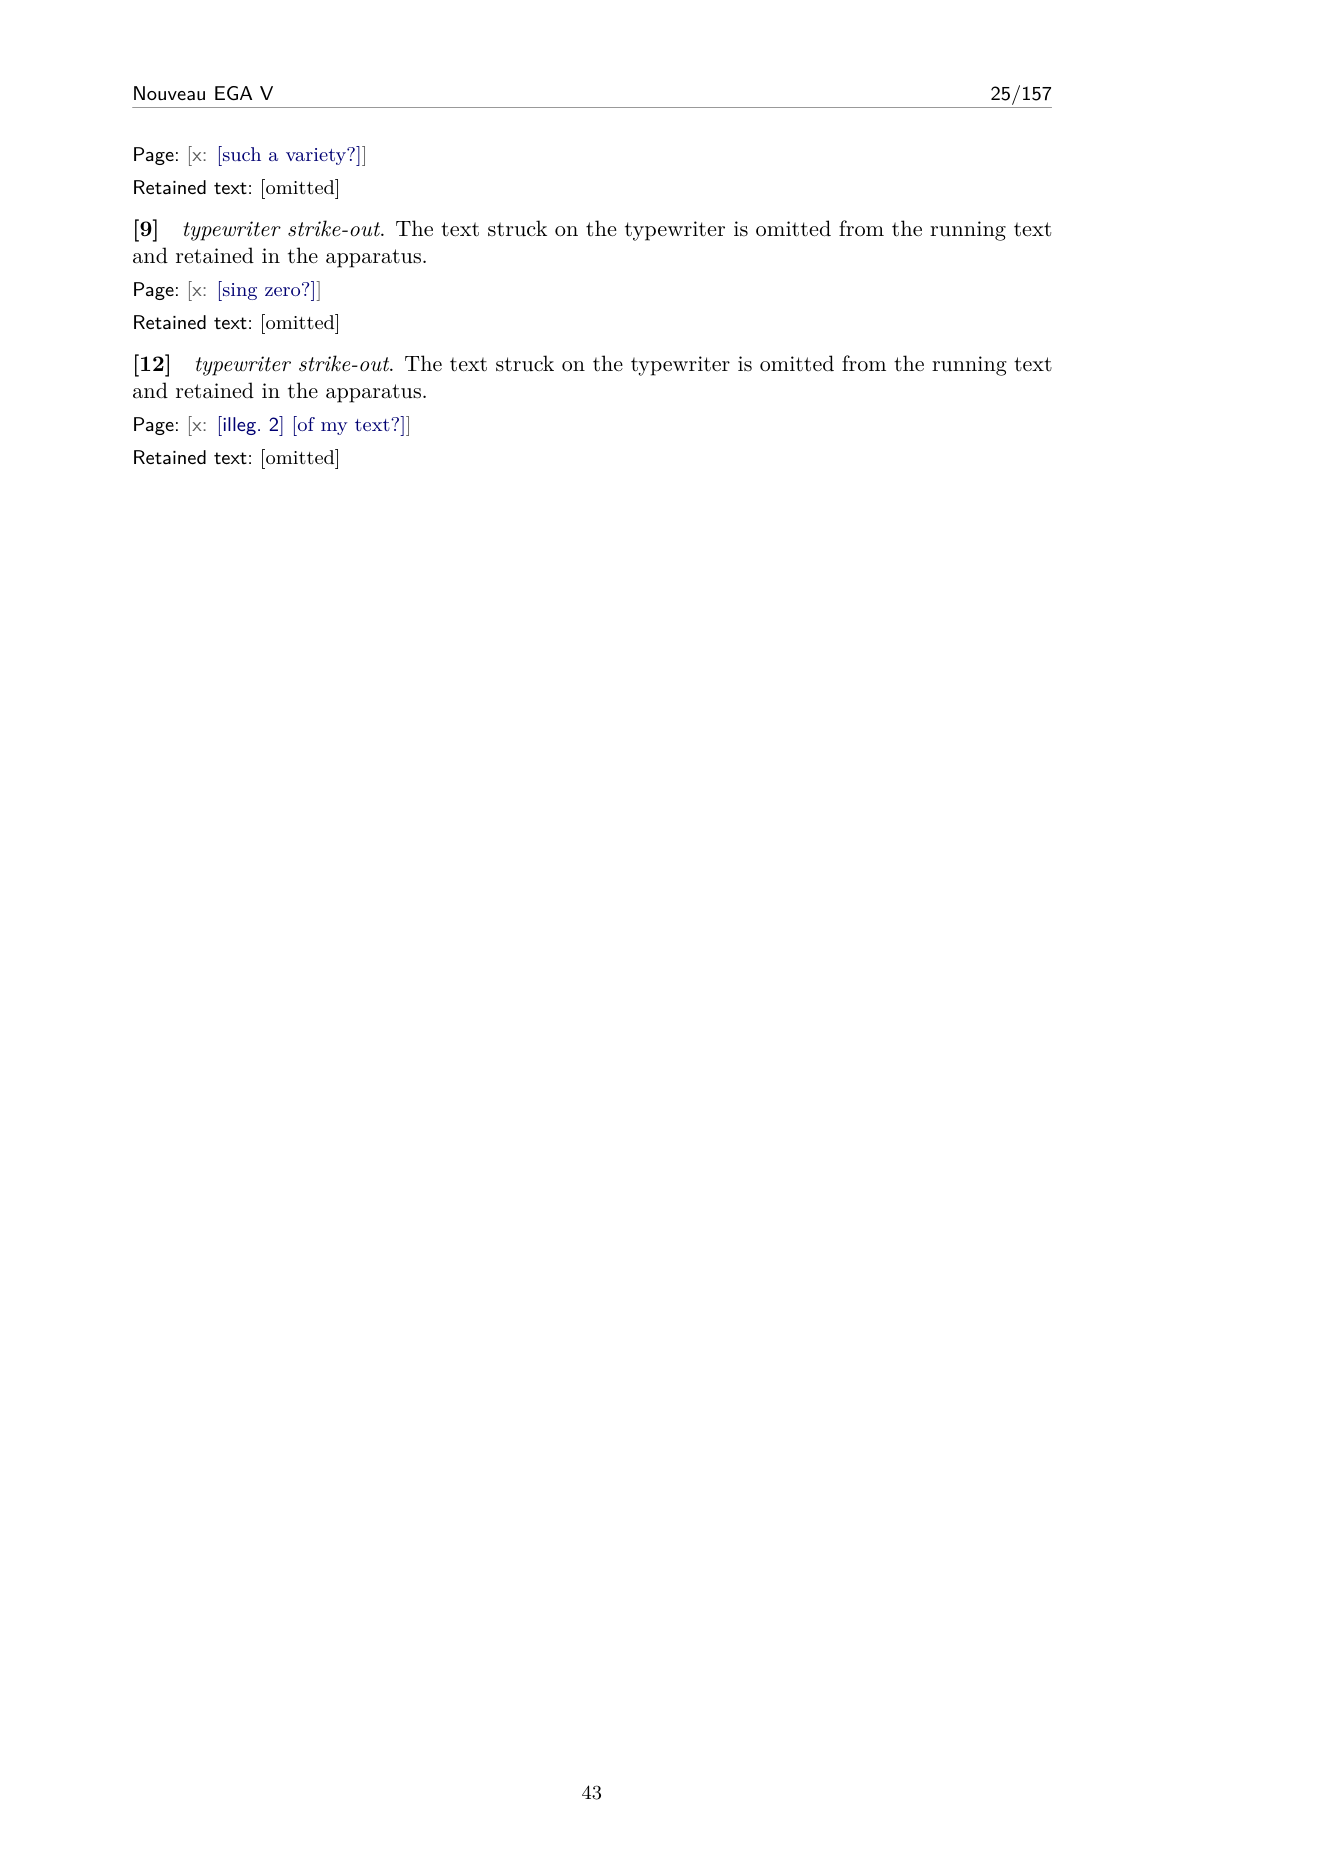 Nouveau EGA V 25/157
Page: [x: [such a variety?]]
Retained text: [omitted]
[9] typewriter strike-out. The text struck on the typewriter is omitted from the running text
and retained in the apparatus.
Page: [x: [sing zero?]]
Retained text: [omitted]
[12] typewriter strike-out. The text struck on the typewriter is omitted from the running text
and retained in the apparatus.
Page: [x: [illeg. 2] [of my text?]]
Retained text: [omitted]
43